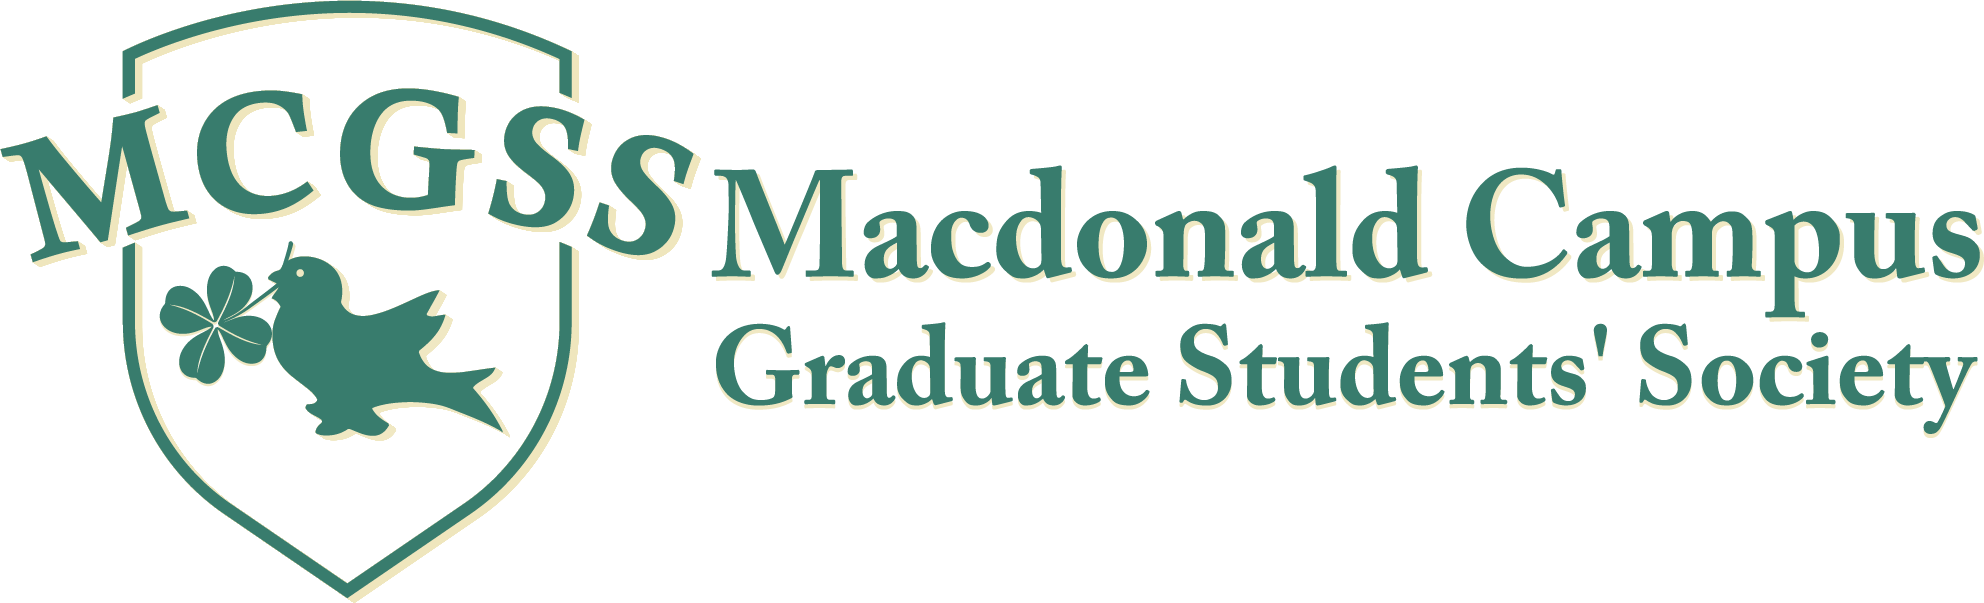 MCGSS
Macdonald Campus
Graduate Students' Society